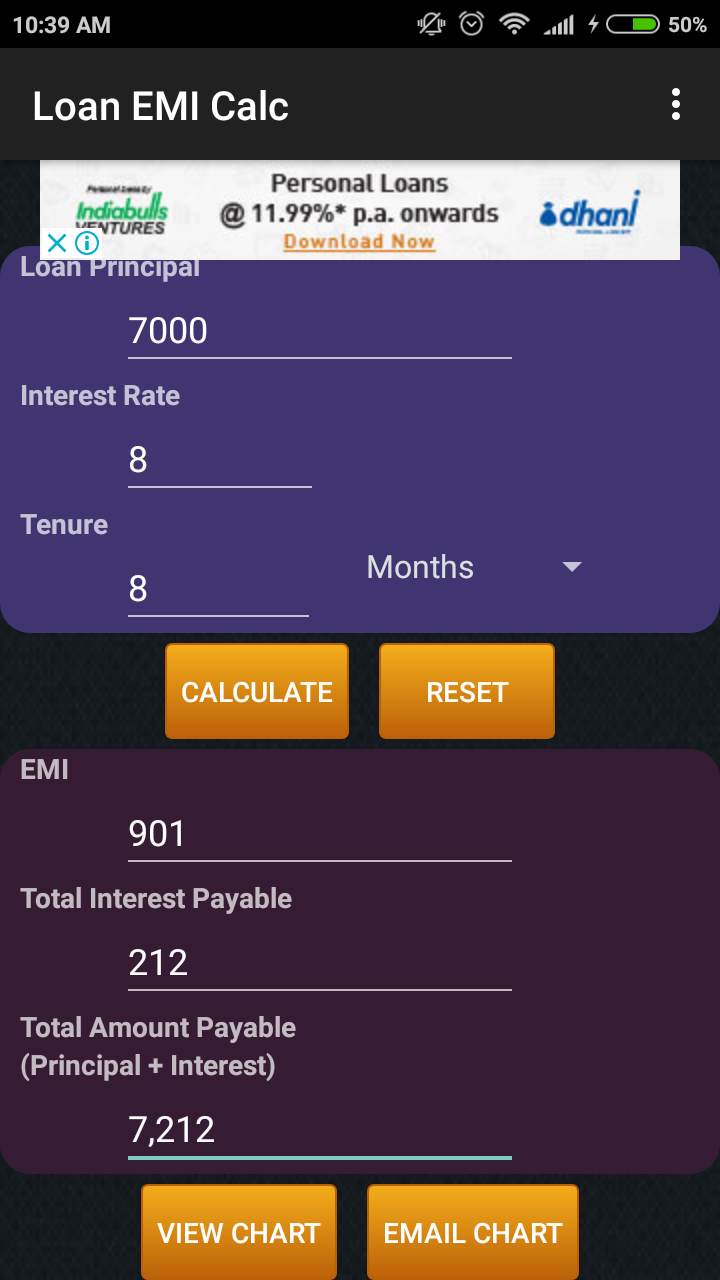 10:39 AM
50%
Loan EMI Calc
Personal Loans by
Indiabulls
VENTURES
Personal Loans
@ 11.99%* p.a. onwards
Download Now
dhani
Loan Principal
7000
Interest Rate
8
Tenure
8
Months
CALCULATE
RESET
EMI
901
Total Interest Payable
212
Total Amount Payable
(Principal + Interest)
7,212
VIEW CHART
EMAIL CHART